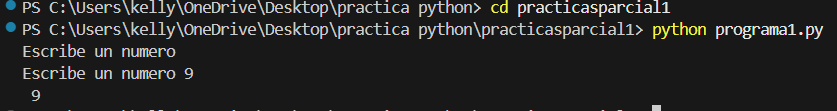 PS C:\Users\kelly\OneDrive\Desktop\practica python> cd practicasparcial1
PS C:\Users\kelly\OneDrive\Desktop\practica python\practicasparcial1> python programa1.py
Escribe un numero
Escribe un numero 9
 9